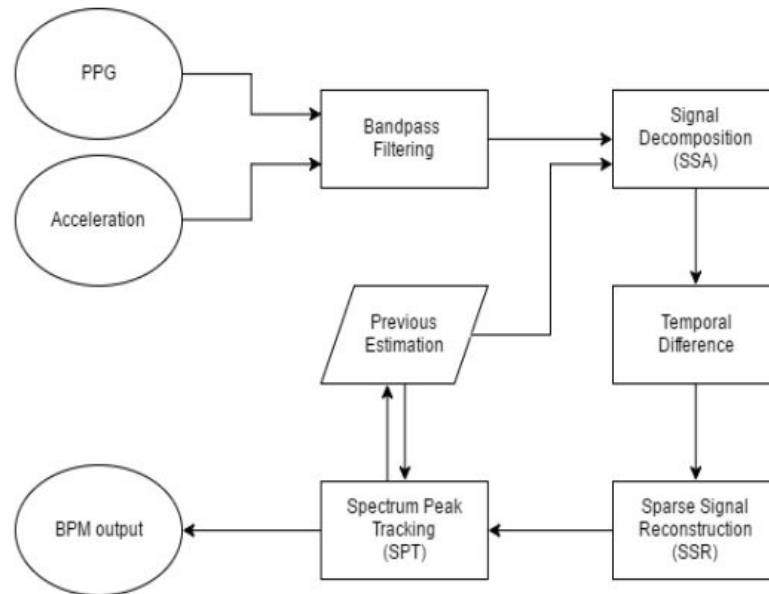 PPG
Bandpass
Filtering
Signal
Decomposition
(SSA)
Acceleration
Previous
Estimation
Temporal
Difference
BPM output
Spectrum Peak
Tracking
(SPT)
Sparse Signal
Reconstruction
(SSR)